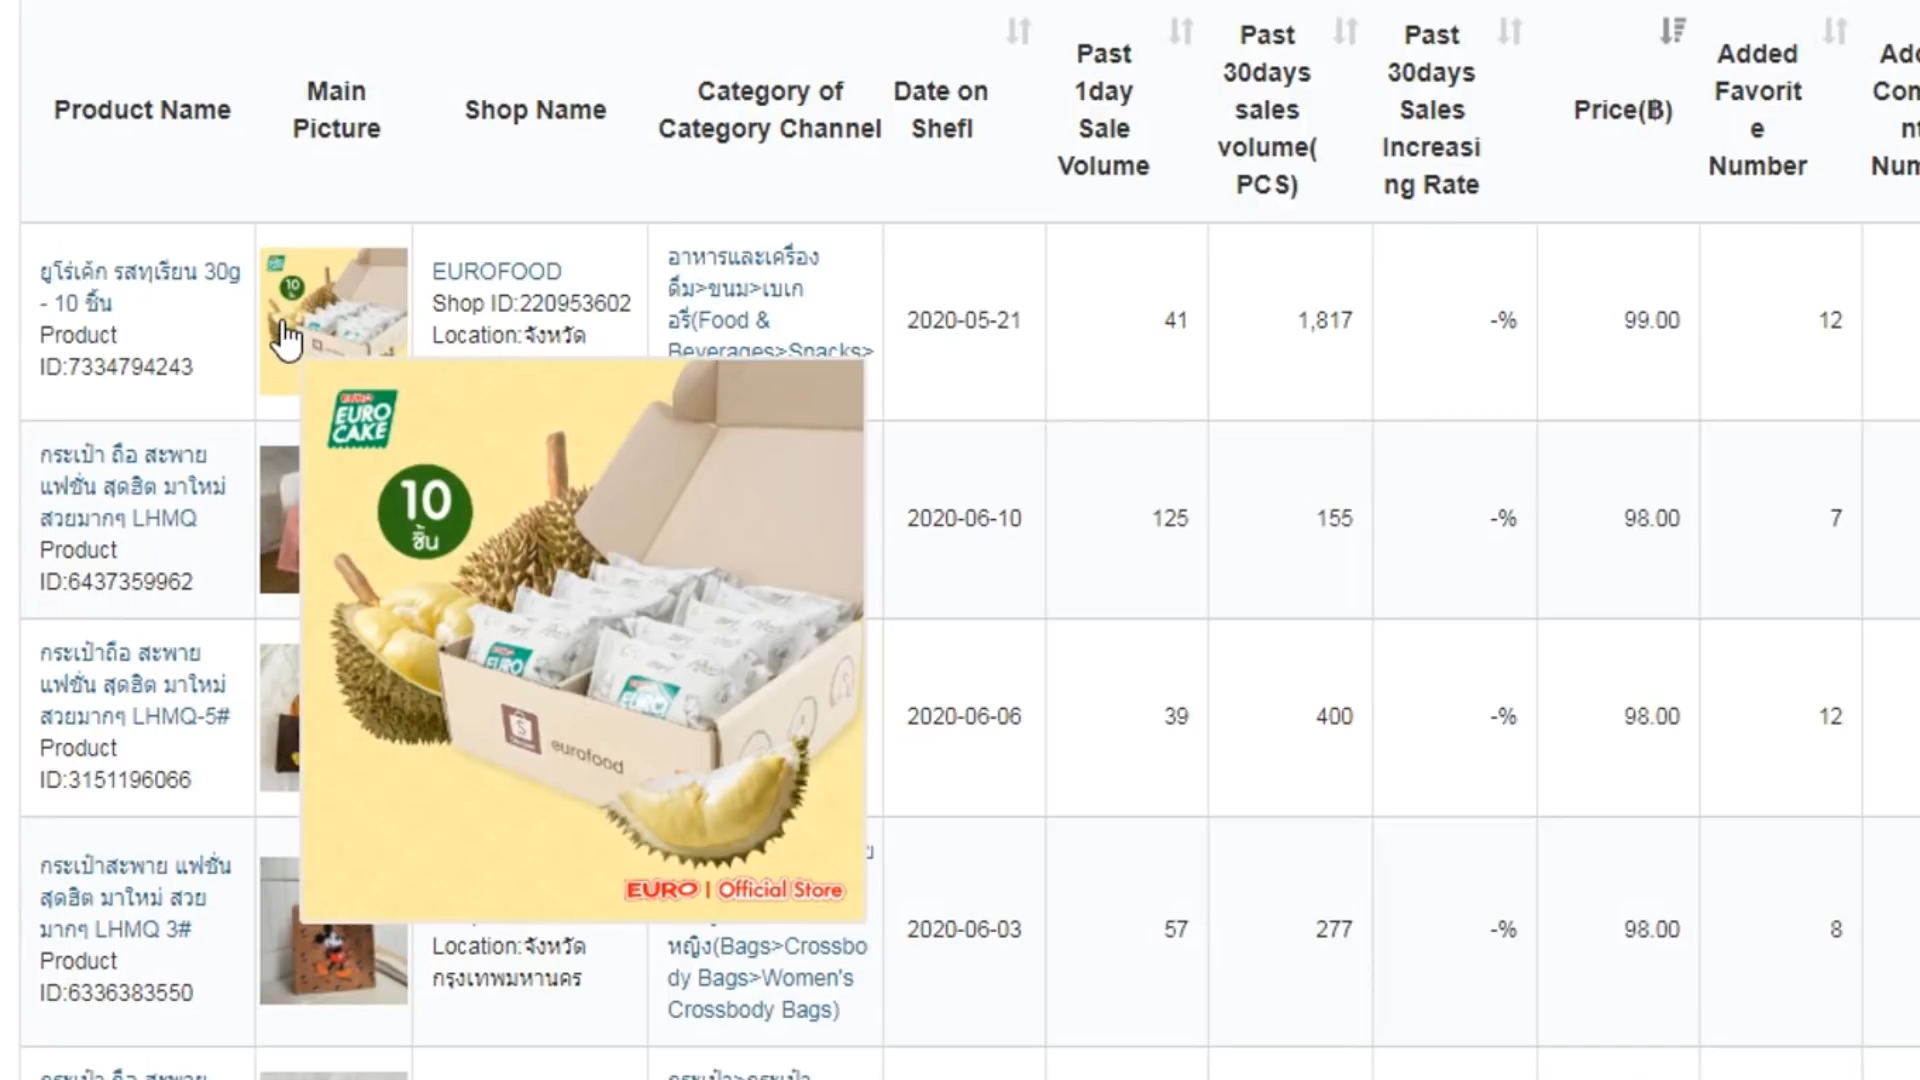 Product Name
Main
Picture
Shop Name
Category of
Category Channel
Date on
Shefl
Past
1day
Sale
Volume
Past
30days
sales
volume(
PCS)
Past
30days
Sales
Increasi
ng Rate
Price(฿)
Added
Favorit
e
Number
ยูโร่เค้ก รสทุเรียน 30g
- 10 ชิ้น
Product
ID:7334794243
EUROFOOD
Shop ID:220953602
Location:จังหวัด
อาหารและเครื่อง
ดื่ม>ขนม>เบเก
อรี่(Food &
Beverages>Snacks>
2020-05-21
41
1,817
-%
99.00
12
EURO
EURO
CAKE
10
ชิ้น
EURO
EURO
eurofood
EURO | Official Store
กระเป๋า ถือ สะพาย
แฟชั่น สุดฮิต มาใหม่
สวยมากๆ LHMQ
Product
ID:6437359962
2020-06-10
125
155
-%
98.00
7
กระเป๋าถือ สะพาย
แฟชั่น สุดฮิต มาใหม่
สวยมากๆ LHMQ-5#
Product
ID:3151196066
2020-06-06
39
400
-%
98.00
12
กระเป๋าสะพาย แฟชั่น
สุดฮิต มาใหม่ สวย
มากๆ LHMQ 3#
Product
ID:6336383550
Location:จังหวัด
กรุงเทพมหานคร
หญิง(Bags>Crossbo
dy Bags>Women's
Crossbody Bags)
2020-06-03
57
277
-%
98.00
8